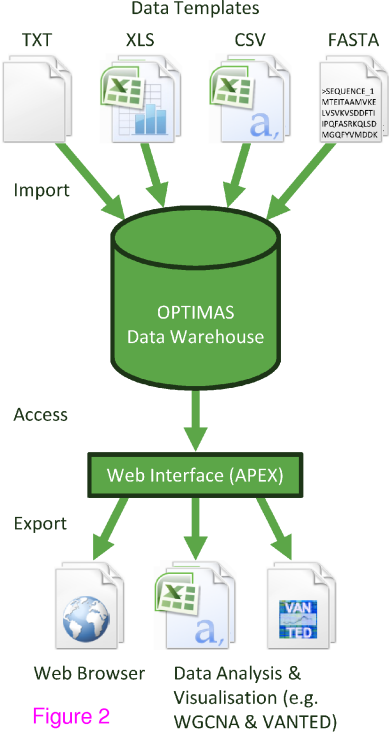 Data Templates
TXT XLS CSV FASTA
>SEQUENCE_1
MTEITAAMVKE
LVSVKVSDDFTI
IPQFASRKQLSD
MGQFYVMDDK
a,
Import
OPTIMAS
Data Warehouse
Access
Web Interface (APEX)
Export
a,
VAN
TED
Web Browser
Data Analysis &
Visualisation (e.g.
WGCNA & VANTED)
Figure 2